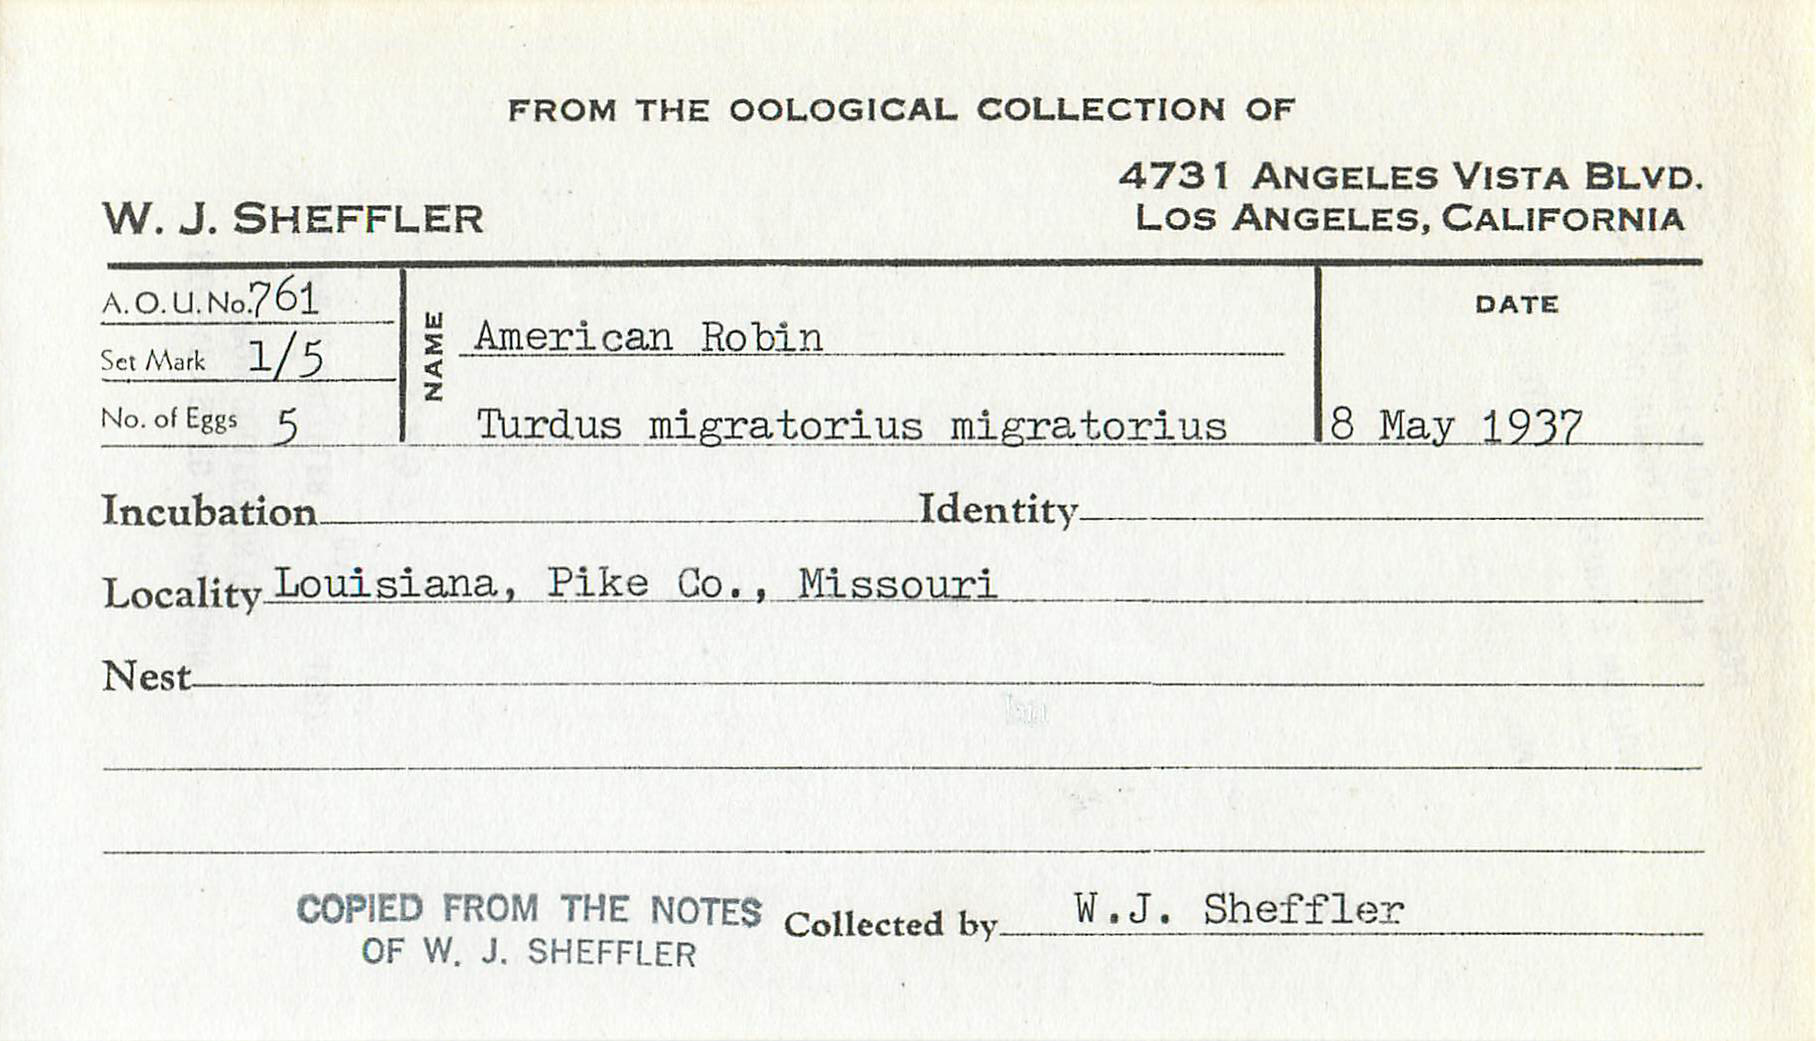 FROM THE OOLOGICAL COLLECTION OF
4731 ANGELES VISTA BLVD.
W. J. SHEFFLER
LOS ANGELES, CALIFORNIA
A.O.U.No.761
Set Mark 1/5
No. of Eggs 5
NAME
American Robin
Turdus migratorius migratorius
DATE
8 May 1937
Incubation Identity
Locality Louisiana, Pike Co., Missouri
Nest
COPIED FROM THE NOTES
OF W. J. SHEFFLER
Collected by W.J. Sheffler